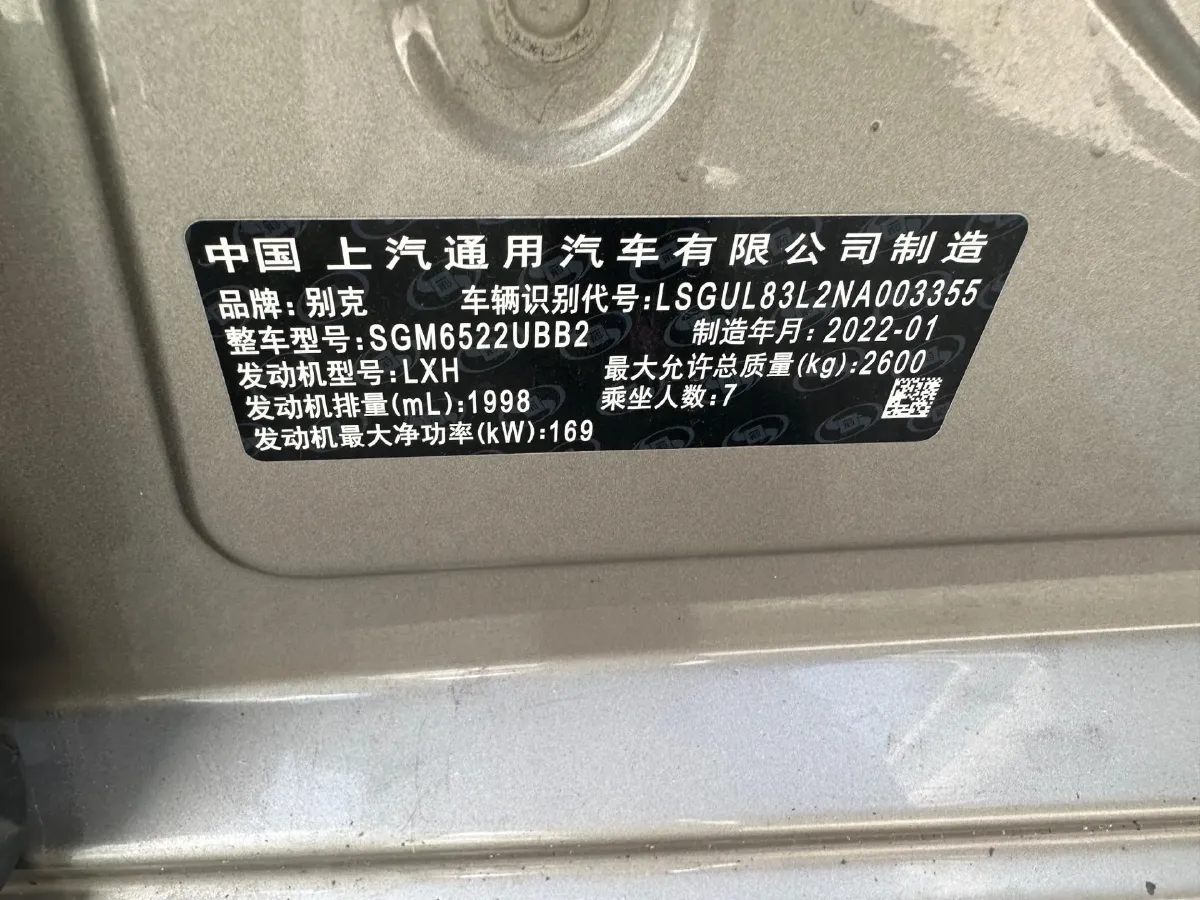 中国 上汽通用汽车有限公司制造
品牌:别克 车辆识别代号:LSGUL83L2NA003355
整车型号:SGM6522UBB2 制造年月:2022-01
发动机型号:LXH 最大允许总质量(kg):2600
发动机排量(mL):1998 乘坐人数:7
发动机最大净功率(kW):169